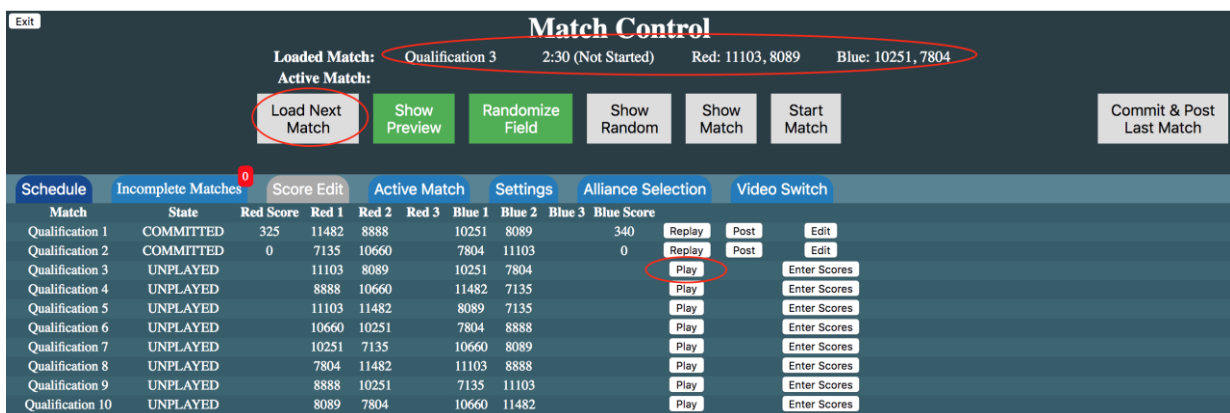 Exit
Match Control
Loaded Match: Qualification 3 2:30 (Not Started) Red: 11103, 8089 Blue: 10251, 7804
Active Match:
Load Next Match Show Preview Randomize Field Show Random Show Match Start Match Commit & Post Last Match
Schedule Incomplete Matches 0 Score Edit Active Match Settings Alliance Selection Video Switch
Match State Red Score Red 1 Red 2 Red 3 Blue 1 Blue 2 Blue 3 Blue Score
Qualification 1 COMMITTED 325 11482 8888 10251 8089 340 Replay Post Edit
Qualification 2 COMMITTED 0 7135 10660 7804 11103 0 Replay Post Edit
Qualification 3 UNPLAYED 11103 8089 10251 7804 Play Enter Scores
Qualification 4 UNPLAYED 8888 10660 11482 7135 Play Enter Scores
Qualification 5 UNPLAYED 11103 11482 8089 7135 Play Enter Scores
Qualification 6 UNPLAYED 10660 10251 7804 8888 Play Enter Scores
Qualification 7 UNPLAYED 10251 7135 10660 8089 Play Enter Scores
Qualification 8 UNPLAYED 7804 11482 11103 8888 Play Enter Scores
Qualification 9 UNPLAYED 8888 10251 7135 11103 Play Enter Scores
Qualification 10 UNPLAYED 8089 7804 10660 11482 Play Enter Scores